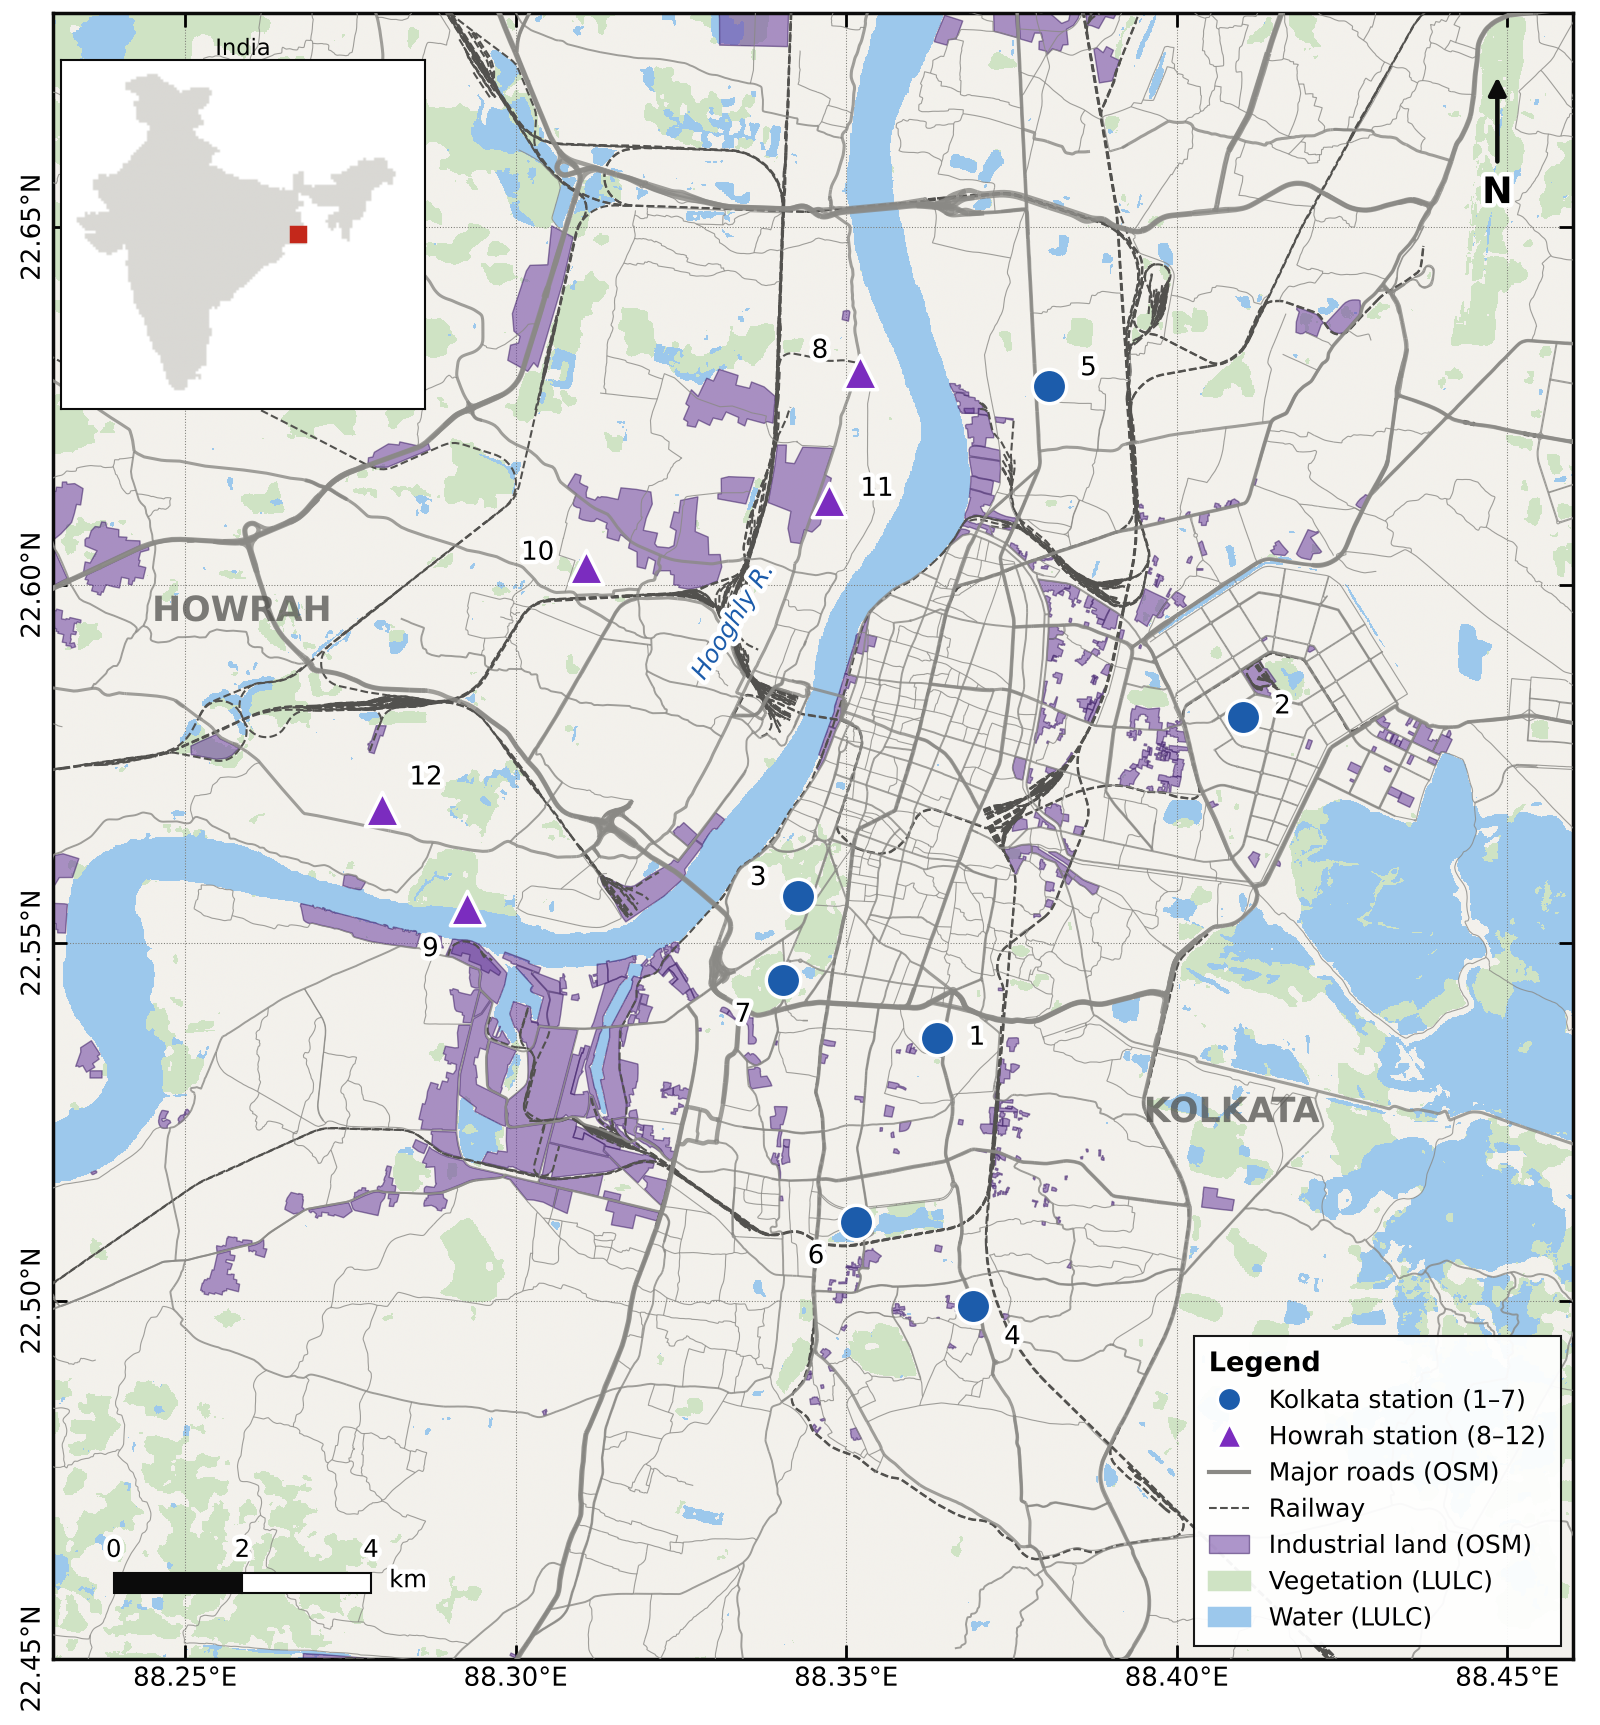 India
N
22.65°N
22.60°N
22.55°N
22.50°N
22.45°N
8
5
11
10
HOWRAH
Hooghly R.
2
12
3
9
7
1
KOLKATA
6
4
Legend
Kolkata station (1–7)
Howrah station (8–12)
Major roads (OSM)
Railway
Industrial land (OSM)
Vegetation (LULC)
Water (LULC)
0 2 4
km
88.25°E 88.30°E 88.35°E 88.40°E 88.45°E